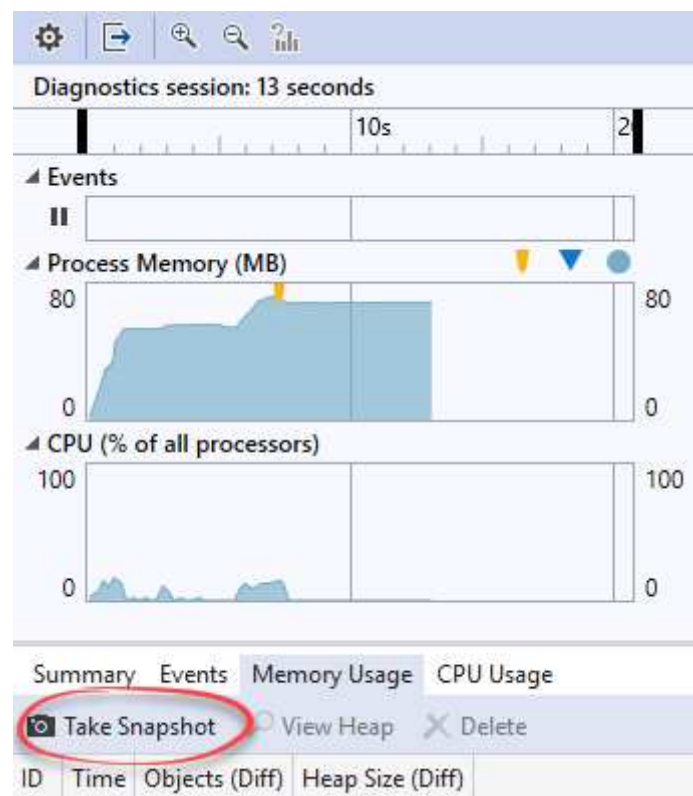 Diagnostics session: 13 seconds
10s
2
Events
Process Memory (MB)
80 80
0 0
CPU (% of all processors)
100 100
0 0
Summary Events Memory Usage CPU Usage
Take Snapshot View Heap Delete
ID Time Objects (Diff) Heap Size (Diff)